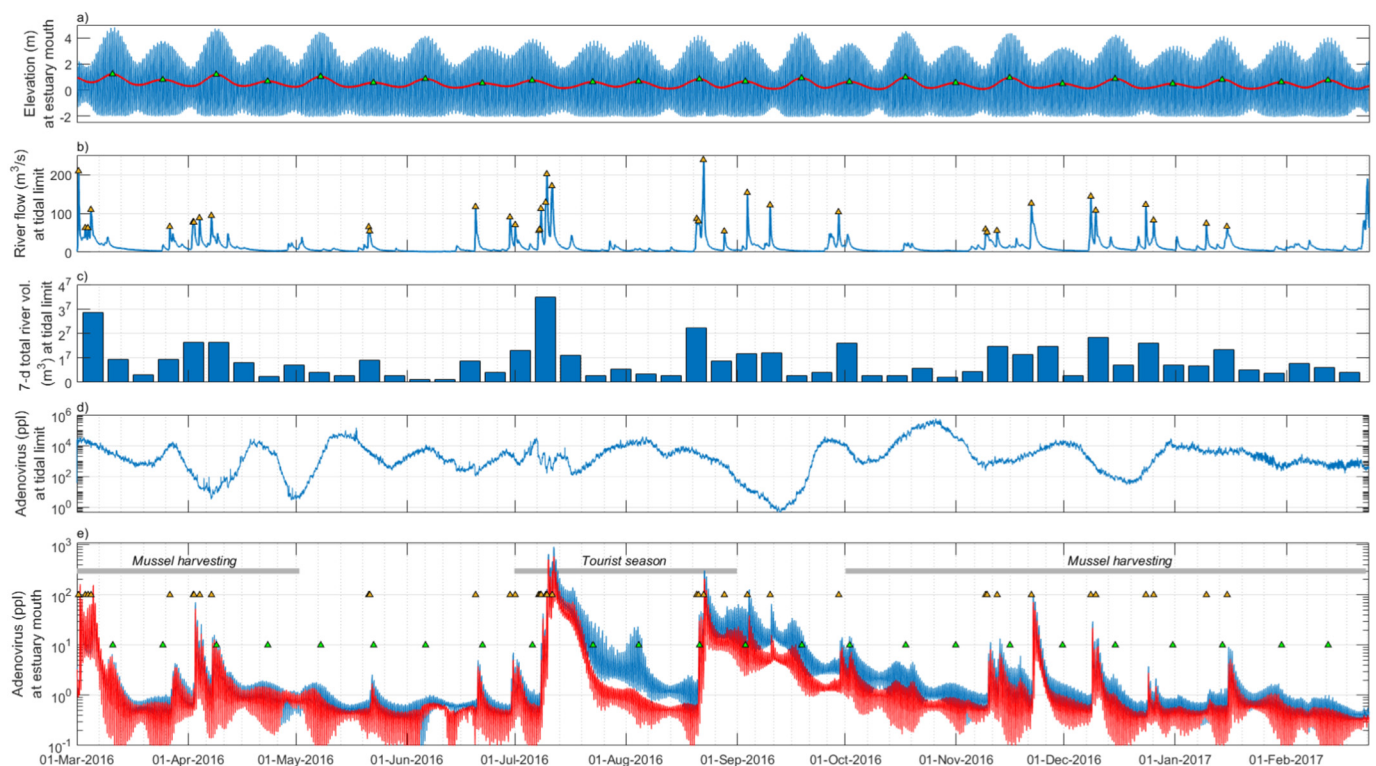 a)
Elevation (m)
at estuary mouth
4
2
0
-2
b)
River flow (m³/s)
at tidal limit
200
100
0
c)
7-d total river vol.
(m³) at tidal limit
4⁷
3⁷
2⁷
1⁷
0
d)
Adenovirus (ppl)
at tidal limit
10⁶
10⁴
10²
10⁰
e)
Adenovirus (ppl)
at estuary mouth
10³
10²
10¹
10⁰
10⁻¹
Mussel harvesting
Tourist season
Mussel harvesting
01-Mar-2016 01-Apr-2016 01-May-2016 01-Jun-2016 01-Jul-2016 01-Aug-2016 01-Sep-2016 01-Oct-2016 01-Nov-2016 01-Dec-2016 01-Jan-2017 01-Feb-2017